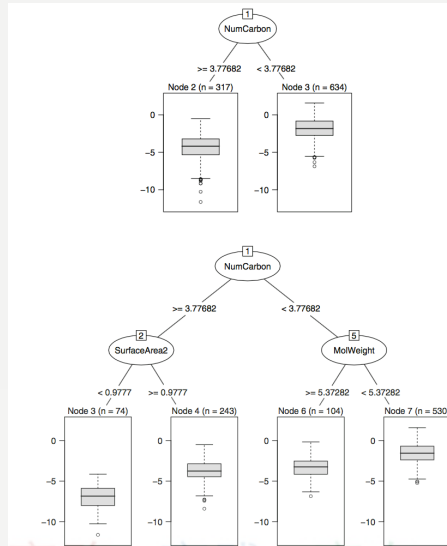 1
NumCarbon
>= 3.77682 < 3.77682
Node 2 (n = 317) Node 3 (n = 634)
0 0
−5 −5
−10 −10
1
NumCarbon
>= 3.77682 < 3.77682
2 5
SurfaceArea2 MolWeight
< 0.9777 >= 0.9777 >= 5.37282 < 5.37282
Node 3 (n = 74) Node 4 (n = 243) Node 6 (n = 104) Node 7 (n = 530)
0 0 0 0
−5 −5 −5 −5
−10 −10 −10 −10